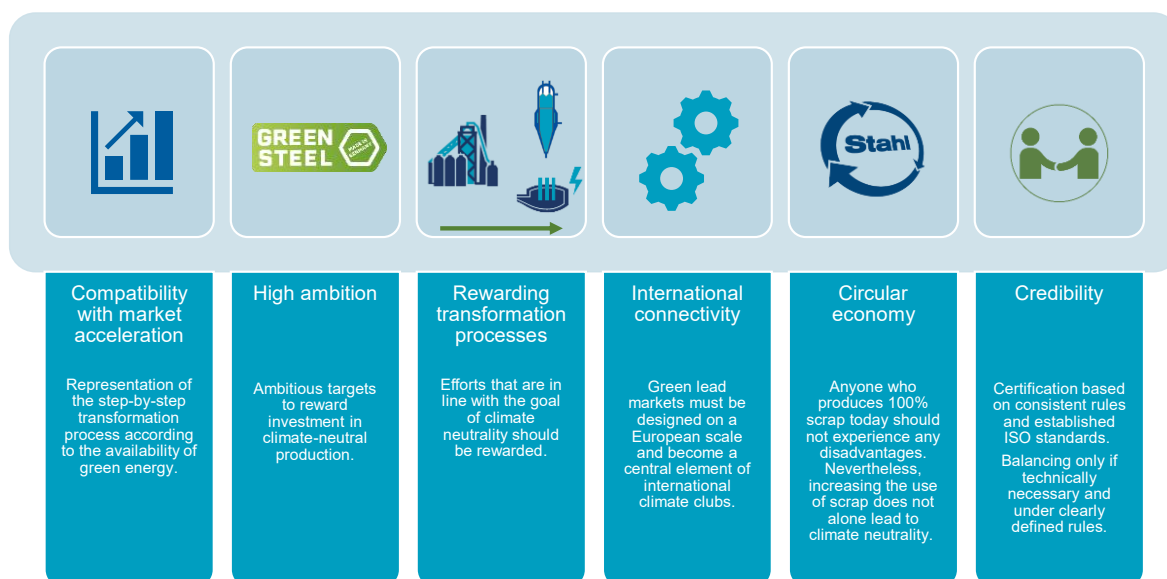 GREEN
STEEL
MADE IN
GERMANY
Stahl
Compatibility
with market
acceleration
Representation of
the step-by-step
transformation
process according
to the availability of
green energy.
High ambition
Ambitious targets
to reward
investment in
climate-neutral
production.
Rewarding
transformation
processes
Efforts that are in
line with the goal
of climate
neutrality should
be rewarded.
International
connectivity
Green lead
markets must be
designed on a
European scale
and become a
central element of
international
climate clubs.
Circular
economy
Anyone who
produces 100%
scrap today should
not experience any
disadvantages.
Nevertheless,
increasing the use
of scrap does not
alone lead to
climate neutrality.
Credibility
Certification based
on consistent rules
and established
ISO standards.
Balancing only if
technically
necessary and
under clearly
defined rules.